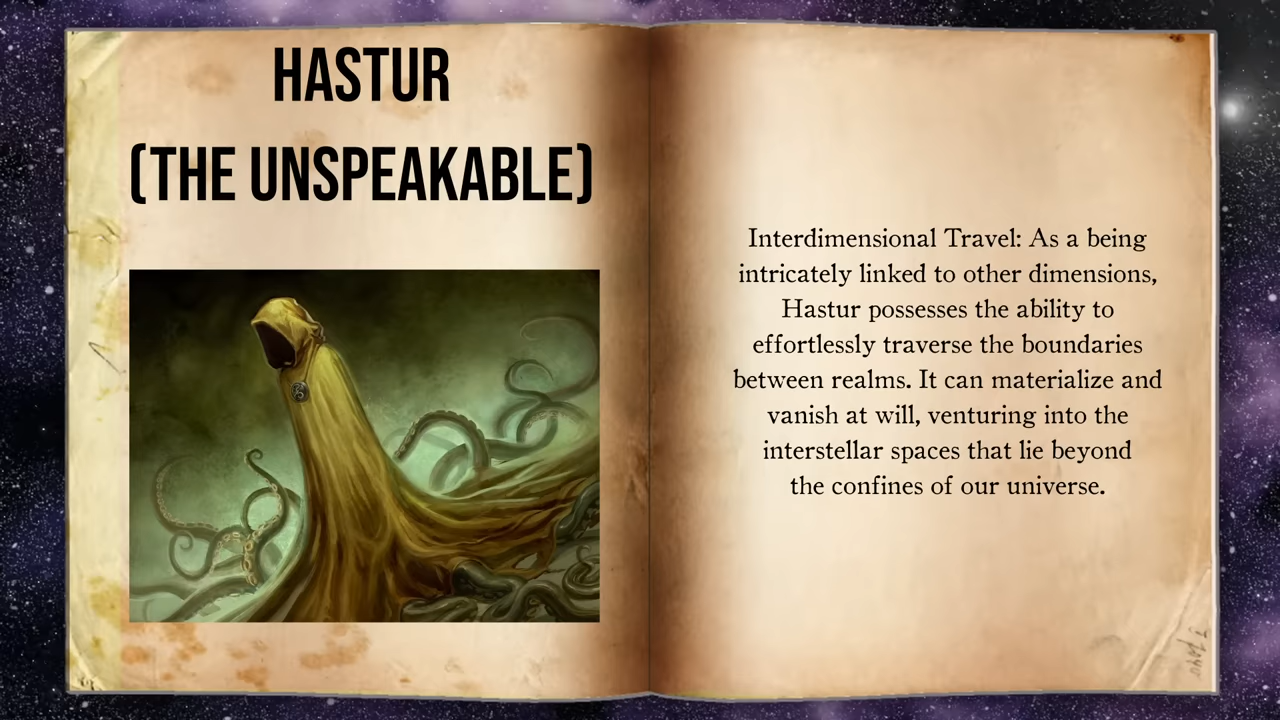 HASTUR
(THE UNSPEAKABLE)
Interdimensional Travel: As a being
intricately linked to other dimensions,
Hastur possesses the ability to
effortlessly traverse the boundaries
between realms. It can materialize and
vanish at will, venturing into the
interstellar spaces that lie beyond
the confines of our universe.